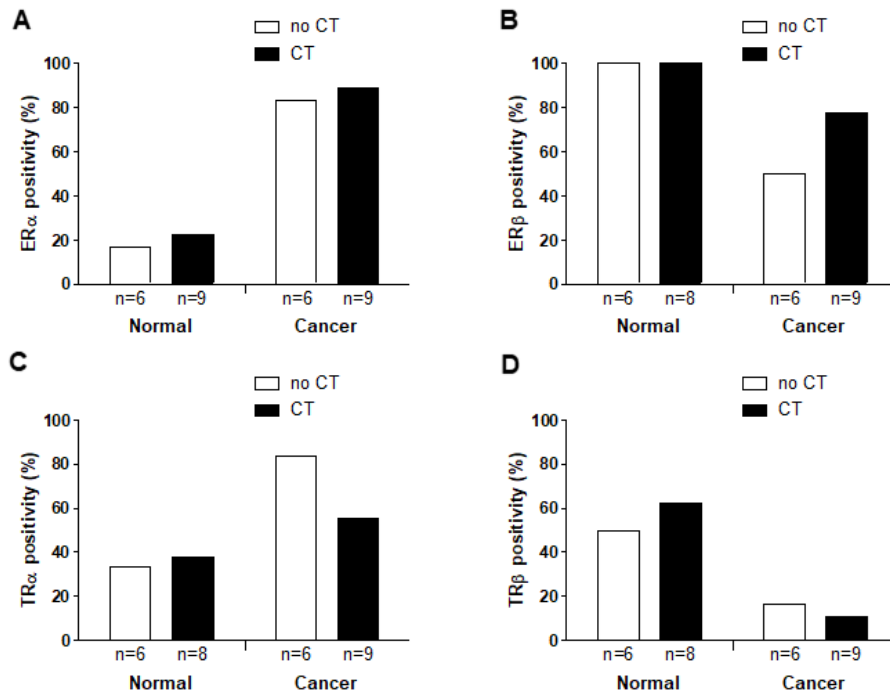 A
no CT
CT
100
80
60
40
20
0
ERα positivity (%)
n=6 n=9 n=6 n=9
Normal Cancer
B
no CT
CT
100
80
60
40
20
0
ERβ positivity (%)
n=6 n=8 n=6 n=9
Normal Cancer
C
no CT
CT
100
80
60
40
20
0
TRα positivity (%)
n=6 n=8 n=6 n=9
Normal Cancer
D
no CT
CT
100
80
60
40
20
0
TRβ positivity (%)
n=6 n=8 n=6 n=9
Normal Cancer